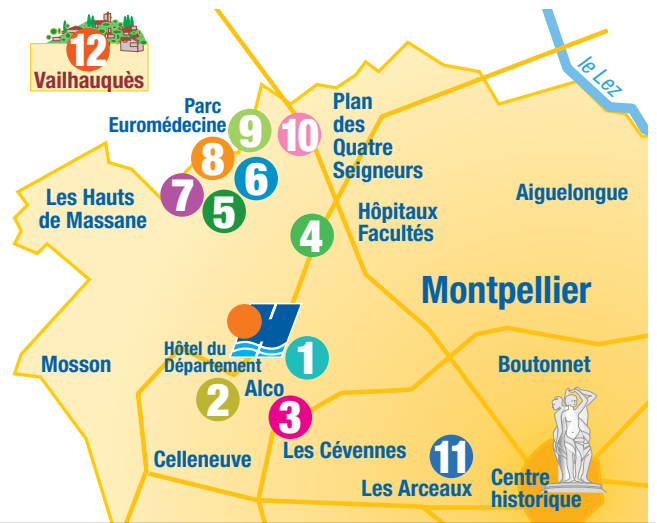 12
Vailhauquès
le Lez
Parc
Euromédecine
9
10
Plan
des
Quatre
Seigneurs
8
6
7
5
Les Hauts
de Massane
Aiguelongue
Hôpitaux
Facultés
4
Montpellier
Hôtel du
Département
1
Mosson
Boutonnet
2
Alco
3
Celleneuve
Les Cévennes
11
Les Arceaux
Centre
historique